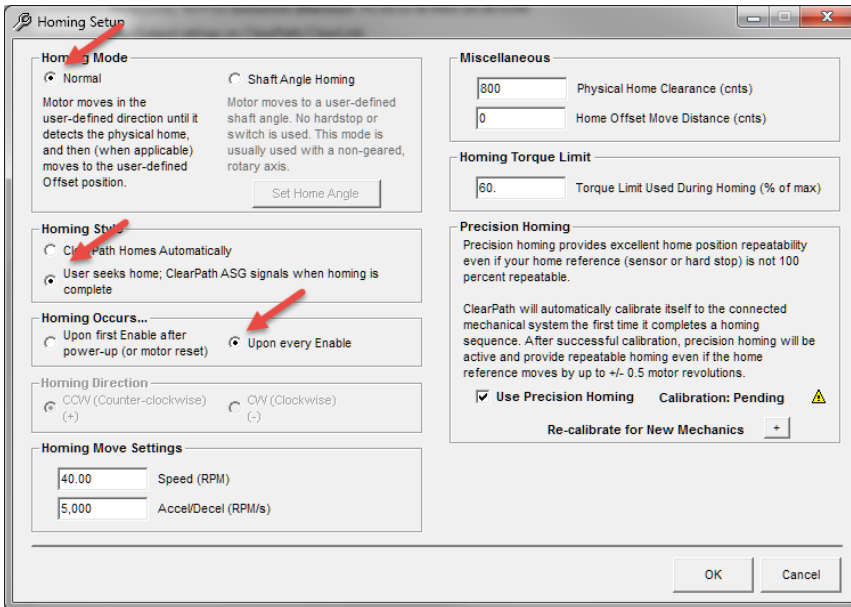 Homing Setup
Homing Mode
Normal
Motor moves in the
user-defined direction until it
detects the physical home,
and then (when applicable)
moves to the user-defined
Offset position.
Shaft Angle Homing
Motor moves to a user-defined
shaft angle. No hardstop or
switch is used. This mode is
usually used with a non-geared,
rotary axis.
Set Home Angle
Homing Style
ClearPath Homes Automatically
User seeks home; ClearPath ASG signals when homing is
complete
Homing Occurs...
Upon first Enable after
power-up (or motor reset)
Upon every Enable
Homing Direction
CCW (Counter-clockwise)
(+)
CW (Clockwise)
(-)
Homing Move Settings
40.00 Speed (RPM)
5,000 Accel/Decel (RPM/s)
Miscellaneous
800 Physical Home Clearance (cnts)
0 Home Offset Move Distance (cnts)
Homing Torque Limit
60. Torque Limit Used During Homing (% of max)
Precision Homing
Precision homing provides excellent home position repeatability
even if your home reference (sensor or hard stop) is not 100
percent repeatable.
ClearPath will automatically calibrate itself to the connected
mechanical system the first time it completes a homing
sequence. After successful calibration, precision homing will be
active and provide repeatable homing even if the home
reference moves by up to +/- 0.5 motor revolutions.
Use Precision Homing Calibration: Pending
Re-calibrate for New Mechanics +
OK Cancel